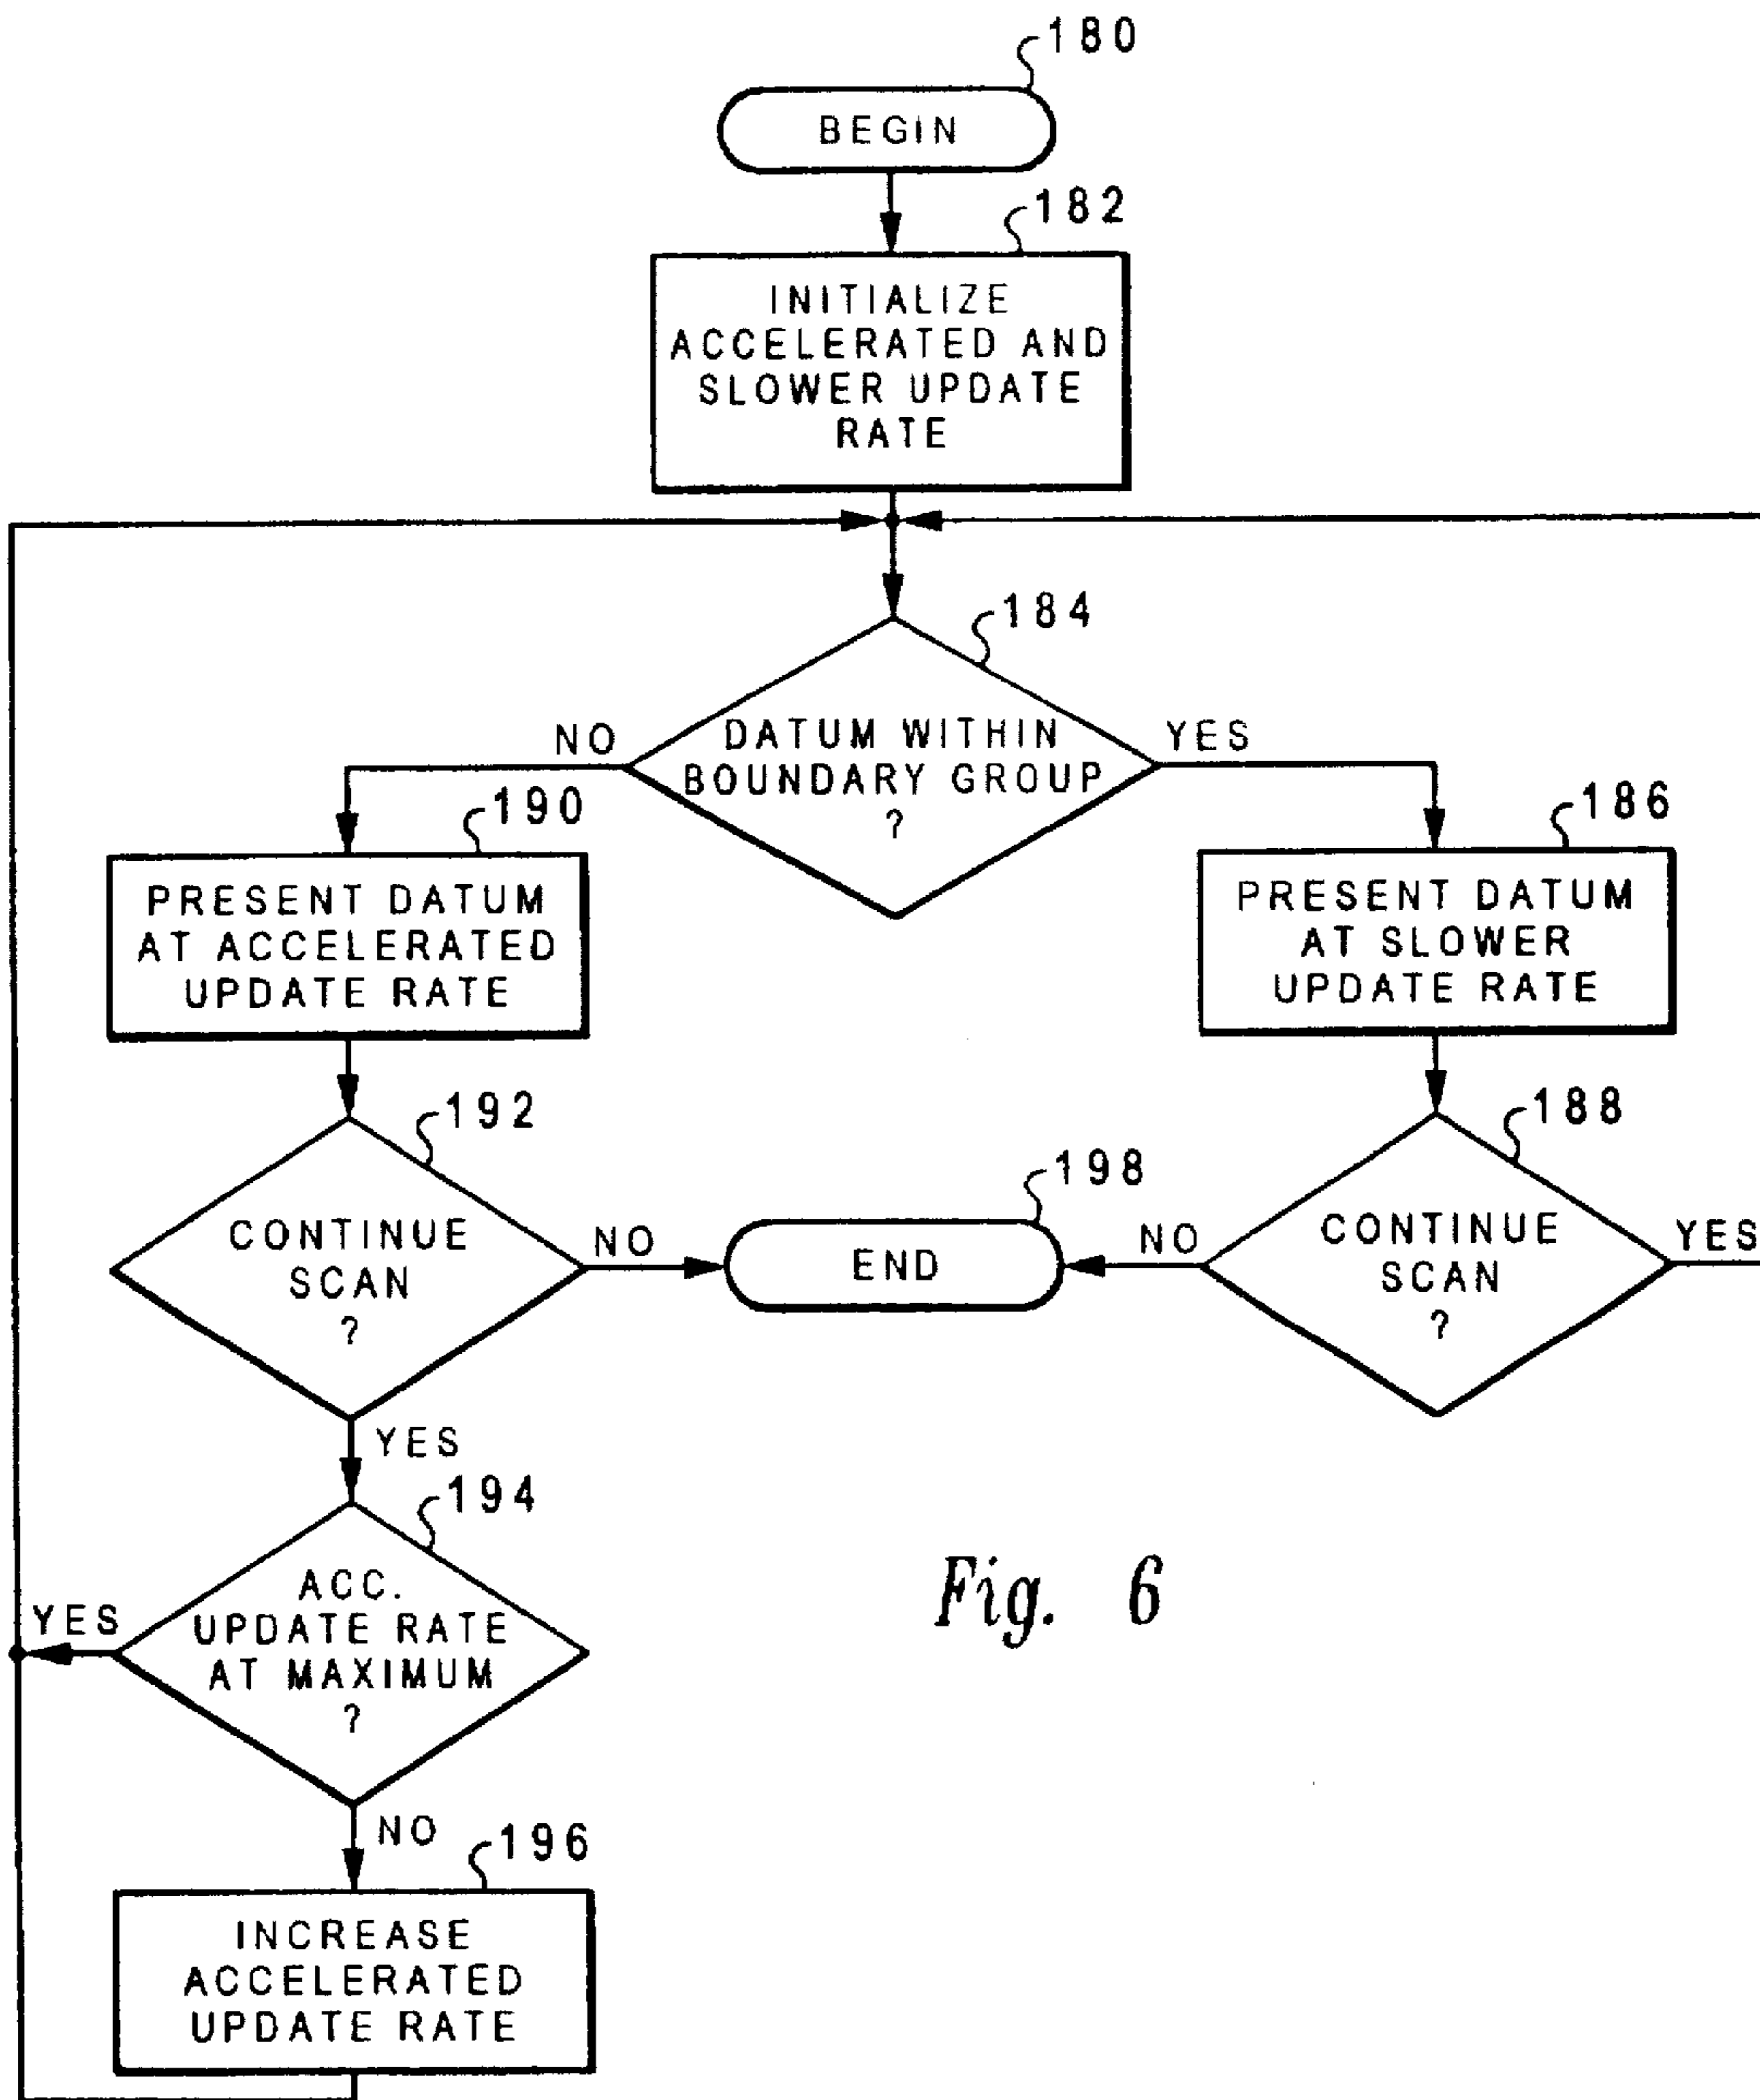 180
BEGIN
182
INITIALIZE
ACCELERATED AND
SLOWER UPDATE
RATE
184
NO
DATUM WITHIN
BOUNDARY GROUP
?
YES
190
PRESENT DATUM
AT ACCELERATED
UPDATE RATE
186
PRESENT DATUM
AT SLOWER
UPDATE RATE
192
CONTINUE
SCAN
?
NO
198
END
188
NO
CONTINUE
SCAN
?
YES
YES
194
YES
ACC.
UPDATE RATE
AT MAXIMUM
?
Fig. 6
NO
196
INCREASE
ACCELERATED
UPDATE RATE